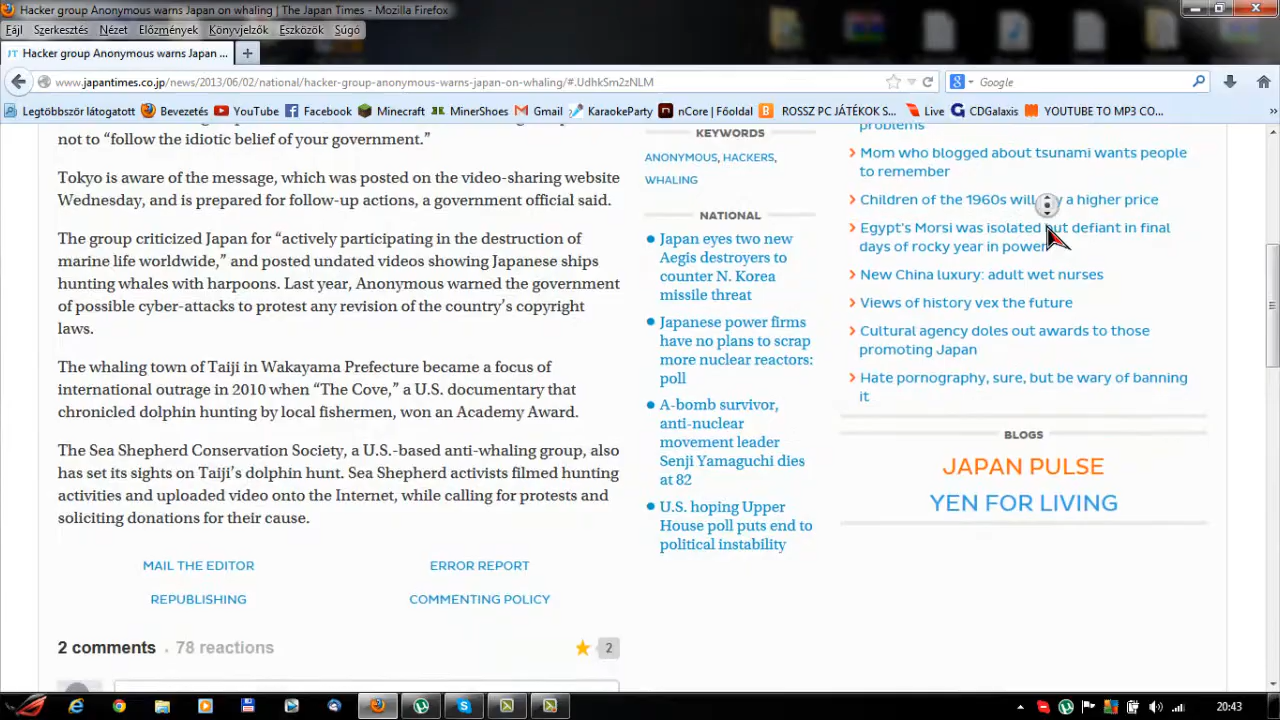 Hacker group Anonymous warns Japan on whaling | The Japan Times - Mozilla Firefox
Fájl Szerkesztés Nézet Előzmények Könyvjelzők Eszközök Súgó
JT Hacker group Anonymous warns Japan ...
www.japantimes.co.jp/news/2013/06/02/national/hacker-group-anonymous-warns-japan-on-whaling/#.UdhkSm2zNLM
Google
Legtöbbször látogatott Bevezetés YouTube Facebook Minecraft MinerShoes Gmail KaraokeParty nCore | Főoldal ROSSZ PC JÁTÉKOK S... Live CDGalaxis YOUTUBE TO MP3 CO...
not to “follow the idiotic belief of your government.”
Tokyo is aware of the message, which was posted on the video-sharing website
Wednesday, and is prepared for follow-up actions, a government official said.
The group criticized Japan for “actively participating in the destruction of
marine life worldwide,” and posted undated videos showing Japanese ships
hunting whales with harpoons. Last year, Anonymous warned the government
of possible cyber-attacks to protest any revision of the country’s copyright
laws.
The whaling town of Taiji in Wakayama Prefecture became a focus of
international outrage in 2010 when “The Cove,” a U.S. documentary that
chronicled dolphin hunting by local fishermen, won an Academy Award.
The Sea Shepherd Conservation Society, a U.S.-based anti-whaling group, also
has set its sights on Taiji’s dolphin hunt. Sea Shepherd activists filmed hunting
activities and uploaded video onto the Internet, while calling for protests and
soliciting donations for their cause.
MAIL THE EDITOR
ERROR REPORT
REPUBLISHING
COMMENTING POLICY
2 comments · 78 reactions
2
KEYWORDS
ANONYMOUS, HACKERS,
WHALING
NATIONAL
Japan eyes two new
Aegis destroyers to
counter N. Korea
missile threat
Japanese power firms
have no plans to scrap
more nuclear reactors:
poll
A-bomb survivor,
anti-nuclear
movement leader
Senji Yamaguchi dies
at 82
U.S. hoping Upper
House poll puts end to
political instability
problems
Mom who blogged about tsunami wants people
to remember
Children of the 1960s will a higher price
Egypt's Morsi was isolated but defiant in final
days of rocky year in power
New China luxury: adult wet nurses
Views of history vex the future
Cultural agency doles out awards to those
promoting Japan
Hate pornography, sure, but be wary of banning
it
BLOGS
JAPAN PULSE
YEN FOR LIVING
20:43